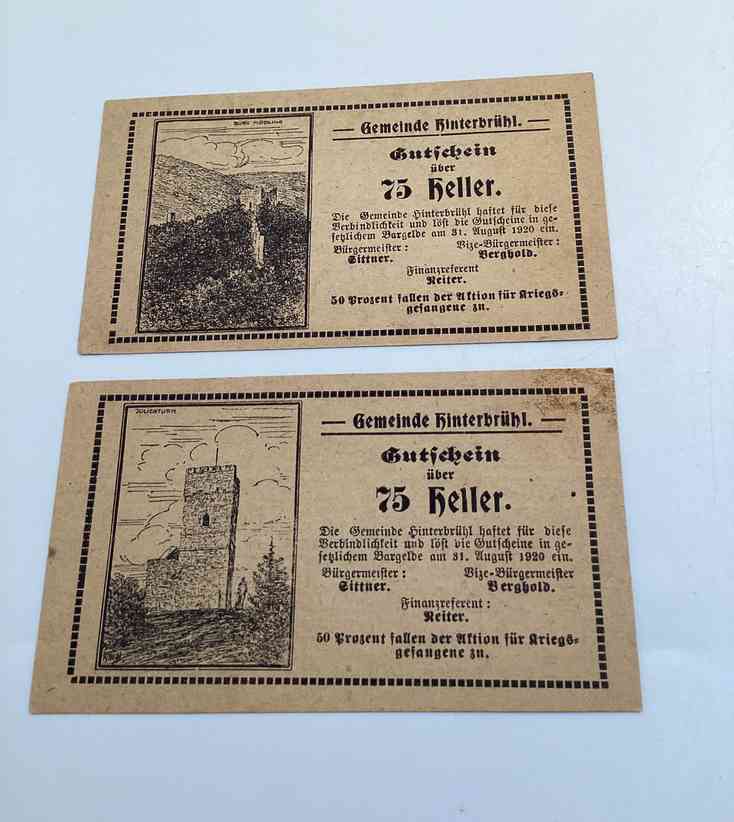 BURG MÖDLING
— Gemeinde Hinterbrühl. —
Gutschein
über
75 Heller.
Die Gemeinde Hinterbrühl haftet für diese
Verbindlichkeit und löst die Gutscheine in ge-
setzlichem Bargelde am 31. August 1920 ein.
Bürgermeister: Vize-Bürgermeister:
Sittner. Berghold.
Finanzreferent
Reiter.
50 Prozent fallen der Aktion für Kriegs-
gefangene zu.
JULIENTURM
— Gemeinde Hinterbrühl. —
Gutschein
über
75 Heller.
Die Gemeinde Hinterbrühl haftet für diese
Verbindlichkeit und löst die Gutscheine in ge-
setzlichem Bargelde am 31. August 1920 ein.
Bürgermeister: Vize-Bürgermeister
Sittner. Berghold.
Finanzreferent:
Reiter.
50 Prozent fallen der Aktion für Kriegs-
gefangene zu.